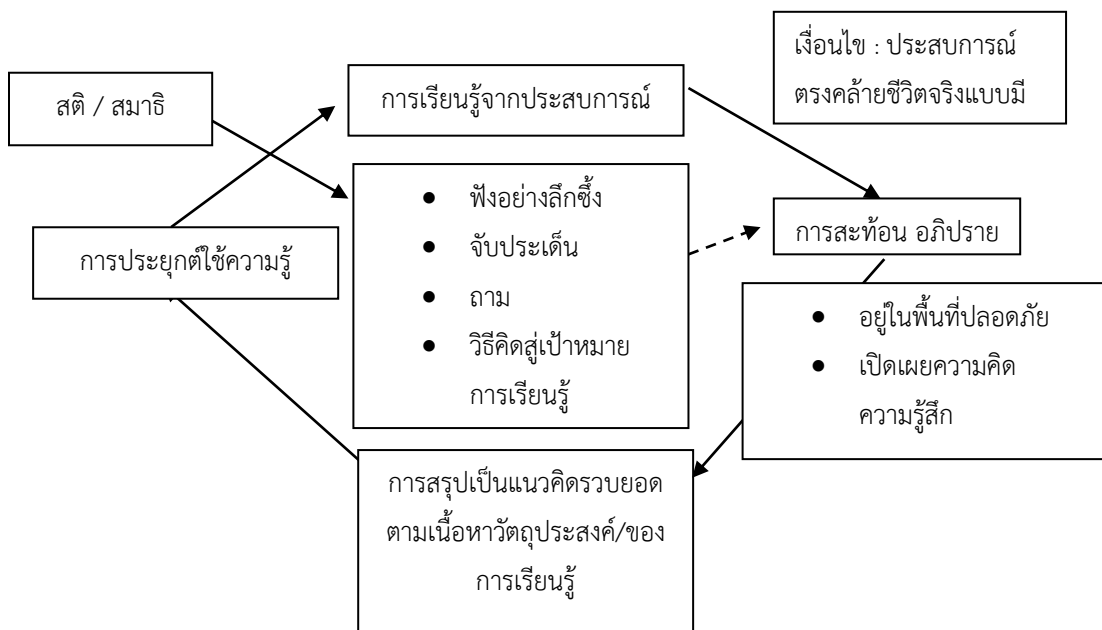 เงื่อนไข : ประสบการณ์
ตรงคล้ายชีวิตจริงแบบมี
สติ / สมาธิ
การเรียนรู้จากประสบการณ์
● ฟังอย่างลึกซึ้ง
● จับประเด็น
● ถาม
● วิธีคิดสู่เป้าหมาย
การเรียนรู้
การสะท้อน อภิปราย
การประยุกต์ใช้ความรู้
● อยู่ในพื้นที่ปลอดภัย
● เปิดเผยความคิด
ความรู้สึก
การสรุปเป็นแนวคิดรวบยอด
ตามเนื้อหาวัตถุประสงค์/ของ
การเรียนรู้